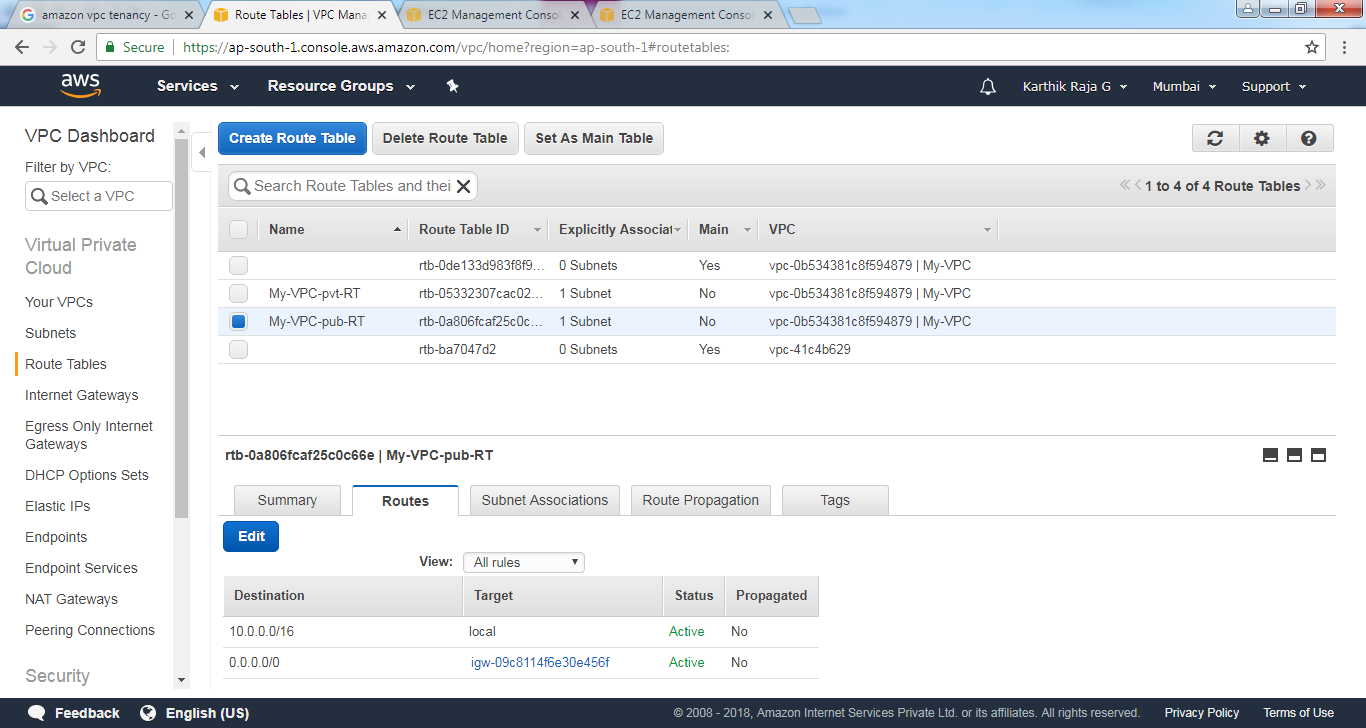 amazon vpc tenancy - Go
Route Tables | VPC Mana
EC2 Management Consol
EC2 Management Consol
Secure
https://ap-south-1.console.aws.amazon.com/vpc/home?region=ap-south-1#routetables:
aws
Services
Resource Groups
Karthik Raja G
Mumbai
Support
VPC Dashboard
Filter by VPC:
Select a VPC
Virtual Private
Cloud
Your VPCs
Subnets
Route Tables
Internet Gateways
Egress Only Internet
Gateways
DHCP Options Sets
Elastic IPs
Endpoints
Endpoint Services
NAT Gateways
Peering Connections
Security
Create Route Table
Delete Route Table
Set As Main Table
Search Route Tables and thei
1 to 4 of 4 Route Tables
Name Route Table ID Explicitly Associat Main VPC
rtb-0de133d983f8f9... 0 Subnets Yes vpc-0b534381c8f594879 | My-VPC
My-VPC-pvt-RT rtb-05332307cac02... 1 Subnet No vpc-0b534381c8f594879 | My-VPC
My-VPC-pub-RT rtb-0a806fcaf25c0c... 1 Subnet No vpc-0b534381c8f594879 | My-VPC
rtb-ba7047d2 0 Subnets Yes vpc-41c4b629
rtb-0a806fcaf25c0c66e | My-VPC-pub-RT
Summary
Routes
Subnet Associations
Route Propagation
Tags
Edit
View: All rules
Destination Target Status Propagated
10.0.0.0/16 local Active No
0.0.0.0/0 igw-09c8114f6e30e456f Active No
Feedback
English (US)
© 2008 - 2018, Amazon Internet Services Private Ltd. or its affiliates. All rights reserved.
Privacy Policy
Terms of Use